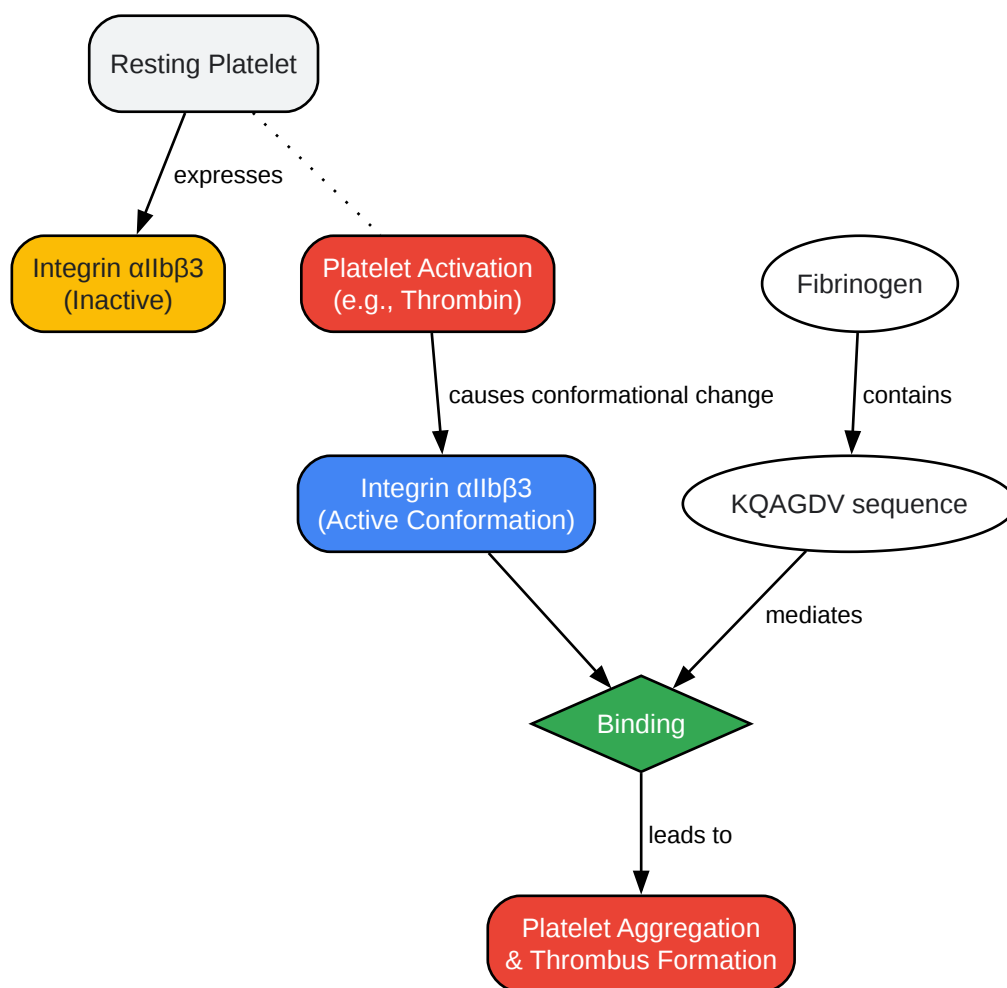 Resting Platelet
expresses
Integrin αIIbβ3
(Inactive)
Platelet Activation
(e.g., Thrombin)
Fibrinogen
causes conformational change
contains
Integrin αIIbβ3
(Active Conformation)
KQAGDV sequence
mediates
Binding
leads to
Platelet Aggregation
& Thrombus Formation